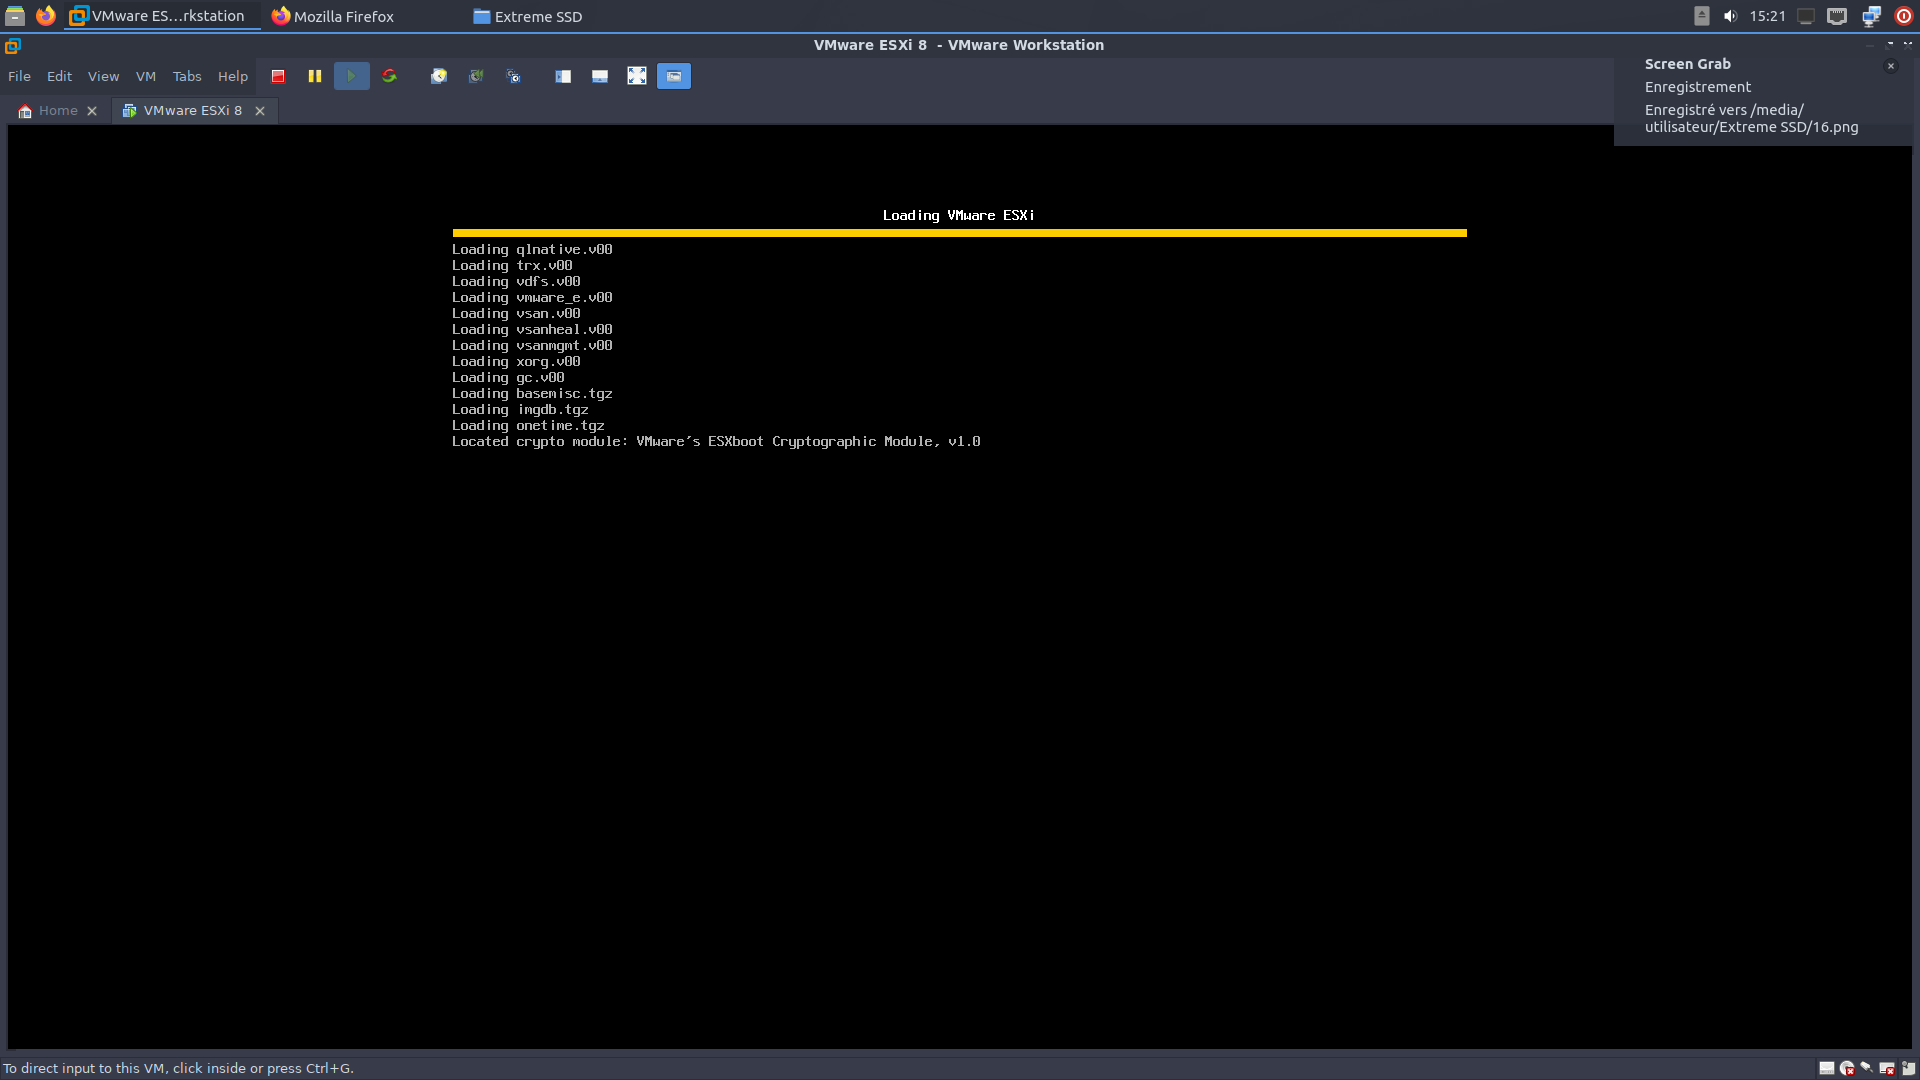 VMware ES...rkstation
Mozilla Firefox
Extreme SSD
15:21
VMware ESXi 8 - VMware Workstation
File Edit View VM Tabs Help
Screen Grab
Enregistrement
Enregistré vers /media/
utilisateur/Extreme SSD/16.png
Home
VMware ESXi 8
Loading VMware ESXi
Loading qlnative.v00
Loading trx.v00
Loading vdfs.v00
Loading vmware_e.v00
Loading vsan.v00
Loading vsanheal.v00
Loading vsanmgmt.v00
Loading xorg.v00
Loading gc.v00
Loading basemisc.tgz
Loading imgdb.tgz
Loading onetime.tgz
Located crypto module: VMware's ESXboot Cryptographic Module, v1.0
To direct input to this VM, click inside or press Ctrl+G.